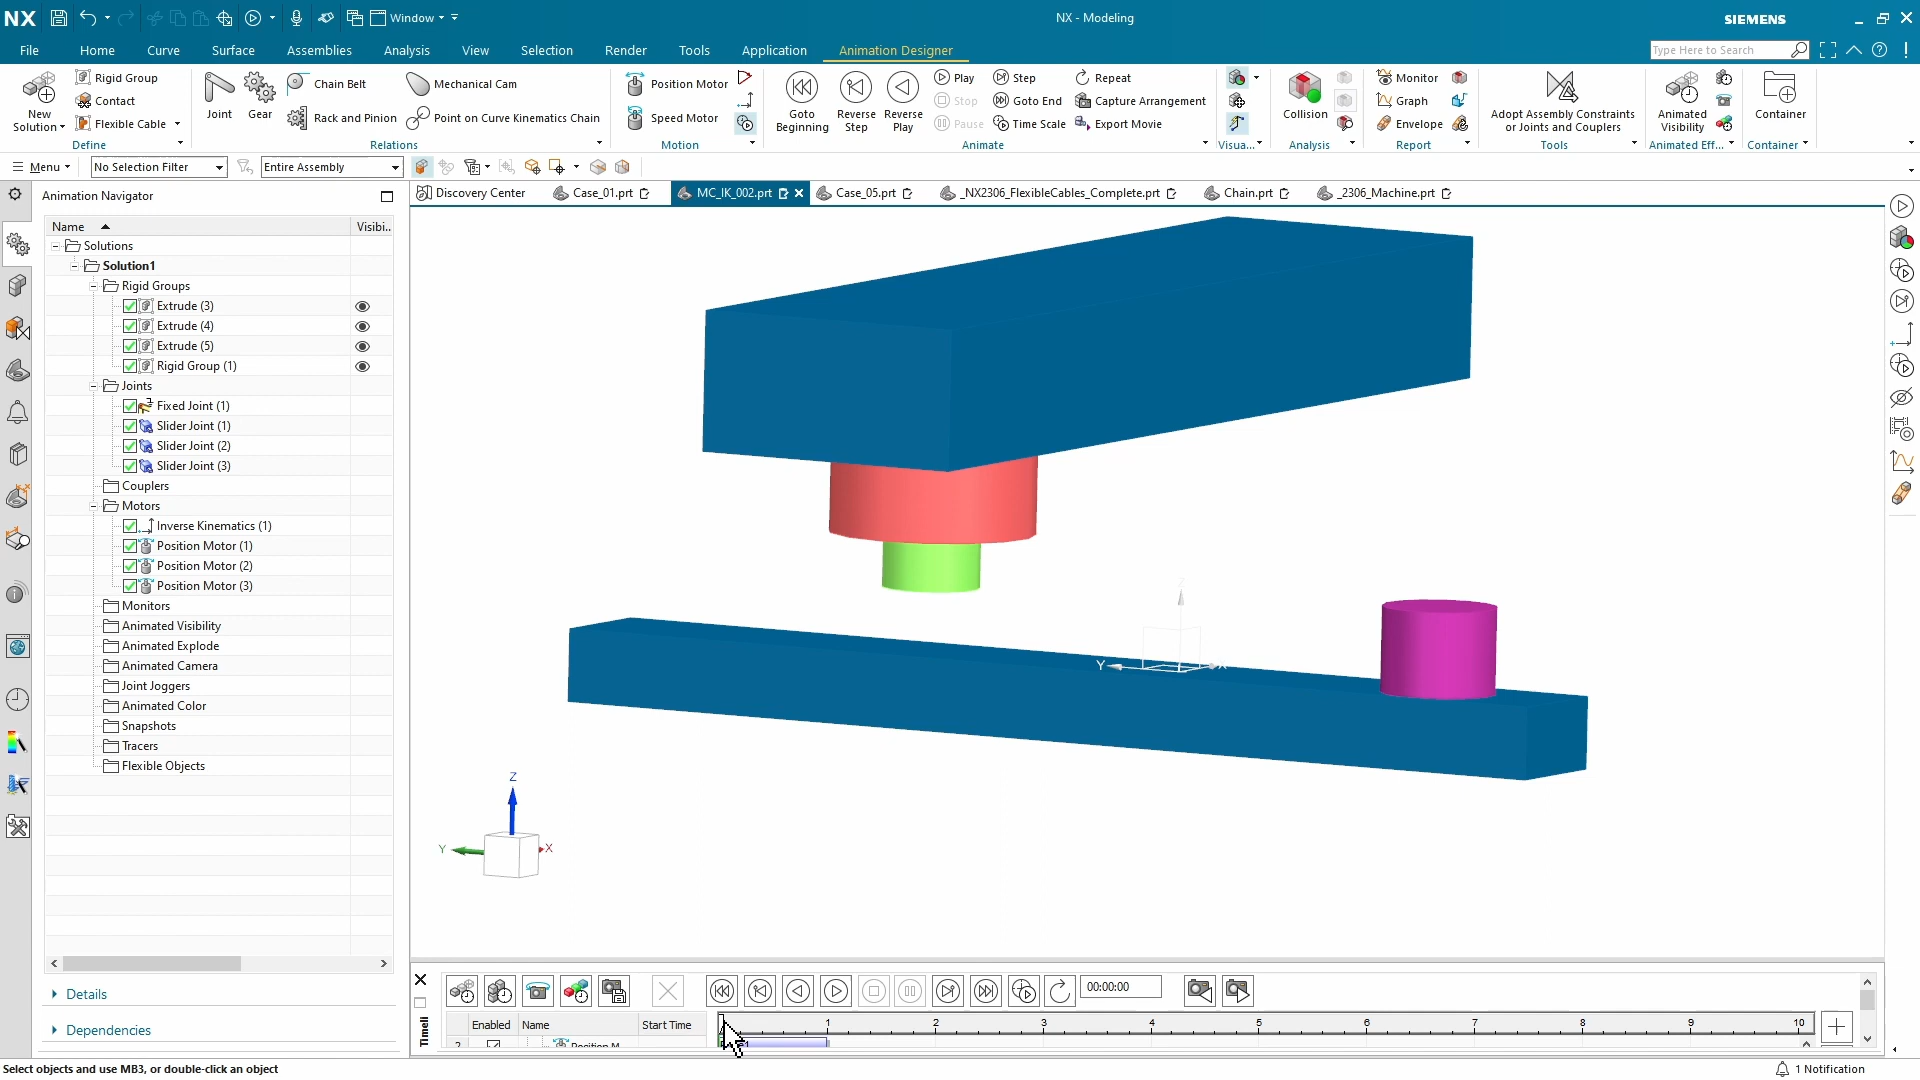 NX
Window
NX - Modeling
SIEMENS
File
Home
Curve
Surface
Assemblies
Analysis
View
Selection
Render
Tools
Application
Animation Designer
Type Here to Search
New
Solution
Rigid Group
Contact
Flexible Cable
Define
Joint
Gear
Chain Belt
Mechanical Cam
Rack and Pinion
Point on Curve Kinematics Chain
Relations
Position Motor
Speed Motor
Motion
Goto
Beginning
Reverse
Step
Reverse
Play
Play
Step
Repeat
Stop
Goto End
Capture Arrangement
Pause
Time Scale
Export Movie
Animate
Visua...
Collision
Analysis
Monitor
Graph
Envelope
Report
Adopt Assembly Constraints
or Joints and Couplers
Tools
Animated
Visibility
Animated Eff...
Container
Container
Menu
No Selection Filter
Entire Assembly
Animation Navigator
Discovery Center
Case_01.prt
MC_IK_002.prt
Case_05.prt
_NX2306_FlexibleCables_Complete.prt
Chain.prt
_2306_Machine.prt
Name
Visibi..
Solutions
Solution1
Rigid Groups
Extrude (3)
Extrude (4)
Extrude (5)
Rigid Group (1)
Joints
Fixed Joint (1)
Slider Joint (1)
Slider Joint (2)
Slider Joint (3)
Couplers
Motors
Inverse Kinematics (1)
Position Motor (1)
Position Motor (2)
Position Motor (3)
Monitors
Animated Visibility
Animated Explode
Animated Camera
Joint Joggers
Animated Color
Snapshots
Tracers
Flexible Objects
Z
Y
X
Z
Y
X
Details
Dependencies
00:00:00
Timeli
Enabled
Name
Start Time
1 2 3 4 5 6 7 8 9 10
2
Position M
Select objects and use MB3, or double-click an object
1 Notification